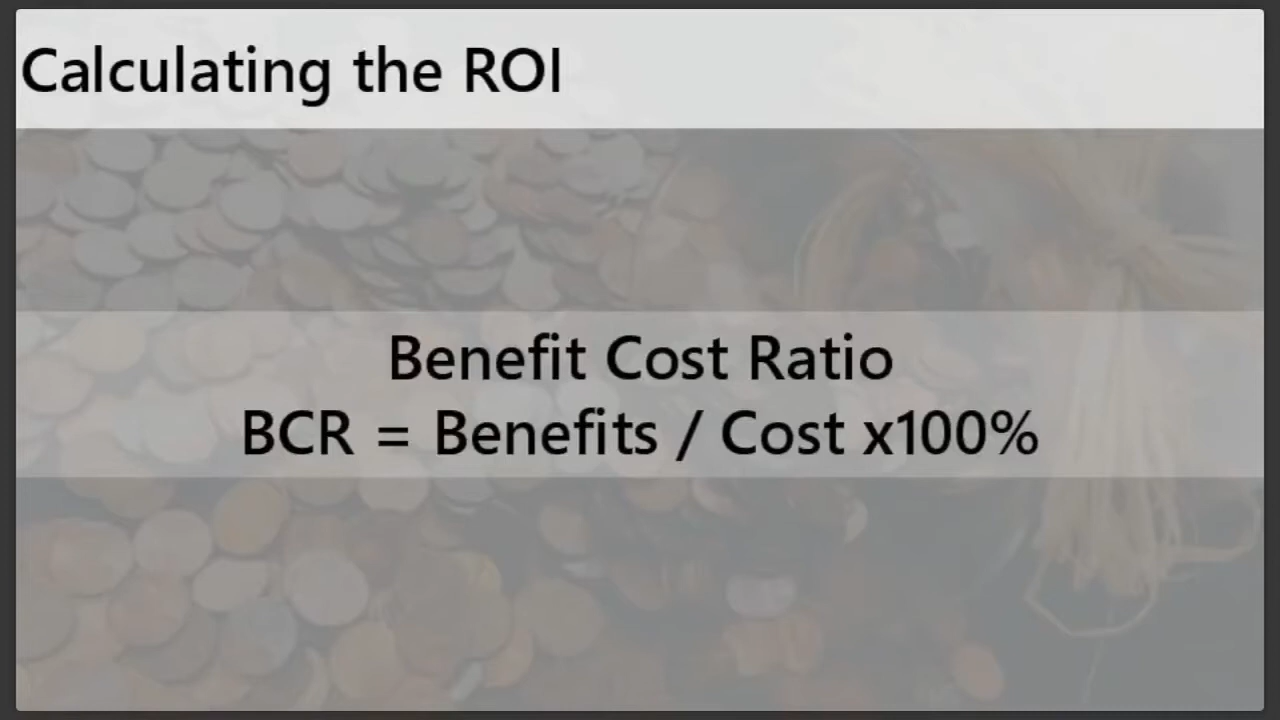 Calculating the ROI
Benefit Cost Ratio
BCR = Benefits / Cost x100%